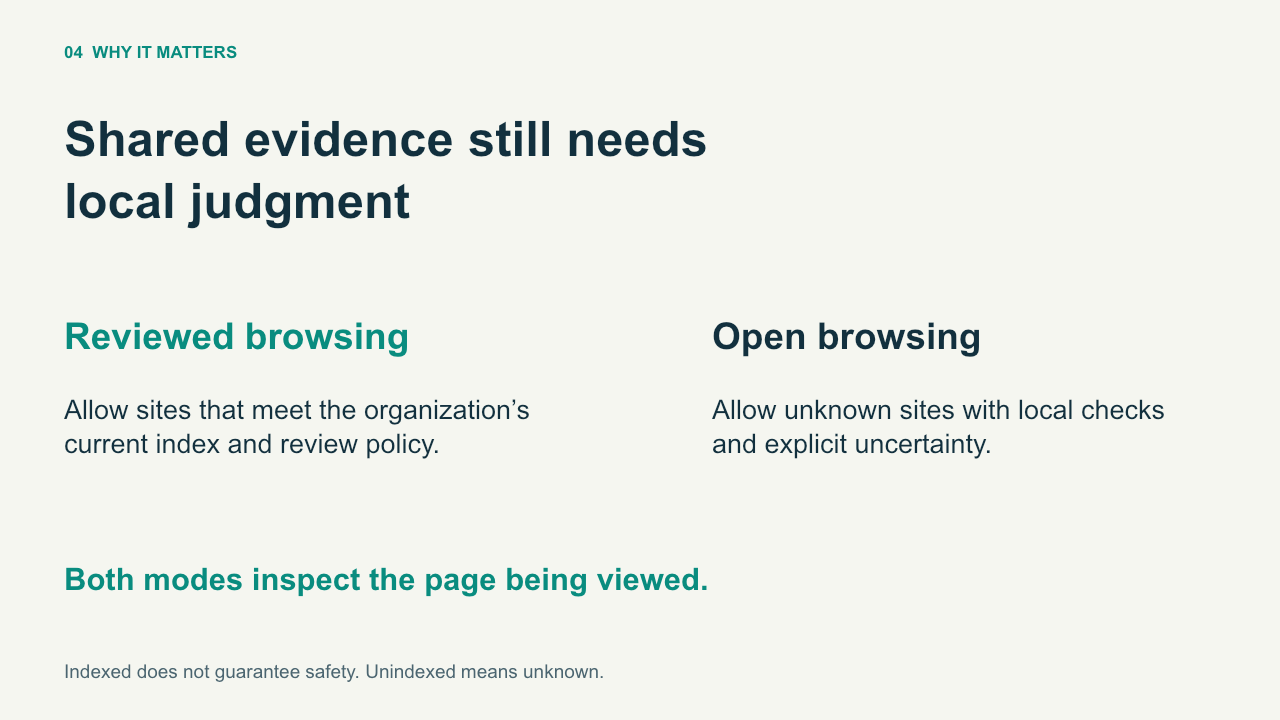 04 WHY IT MATTERS
Shared evidence still needs
local judgment
Reviewed browsing
Allow sites that meet the organization’s
current index and review policy.
Open browsing
Allow unknown sites with local checks
and explicit uncertainty.
Both modes inspect the page being viewed.
Indexed does not guarantee safety. Unindexed means unknown.